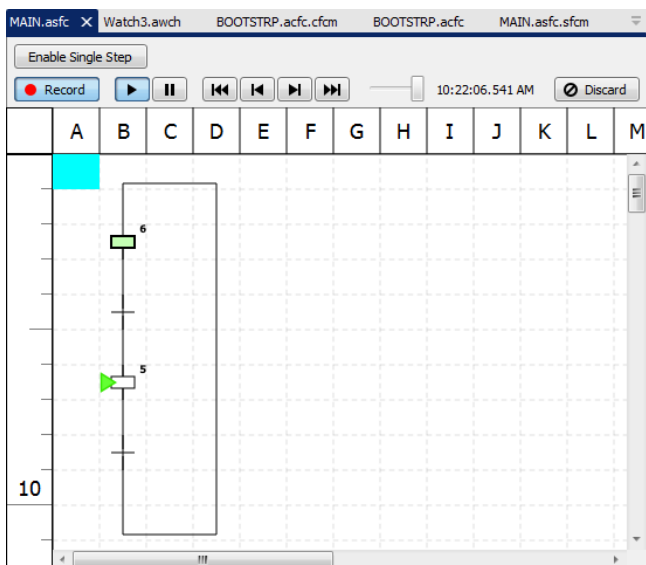 MAIN.asfc Watch3.awch BOOTSTRP.acfc.cfcm BOOTSTRP.acfc MAIN.asfc.sfcm
Enable Single Step
Record 10:22:06.541 AM Discard
A B C D E F G H I J K L M
6
5
10